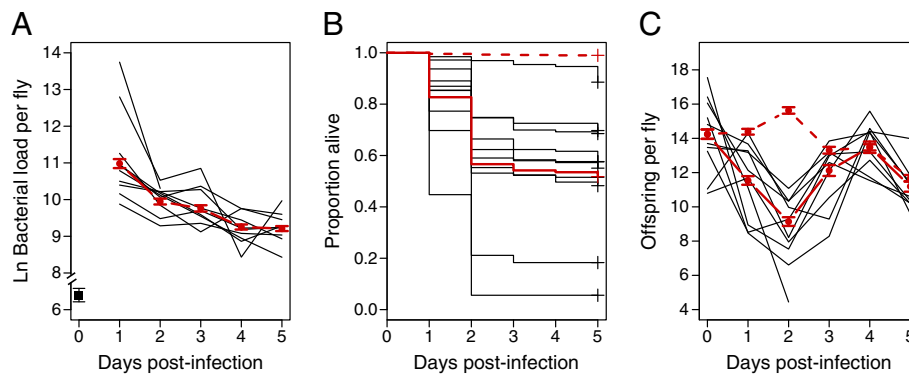 A
B
C
Ln Bacterial load per fly
14
13
12
11
10
9
8
6
0 1 2 3 4 5
Days post-infection
Proportion alive
1.0
0.8
0.6
0.4
0.2
0.0
0 1 2 3 4 5
Days post-infection
Offspring per fly
18
16
14
12
10
8
6
4
0 1 2 3 4 5
Days post-infection